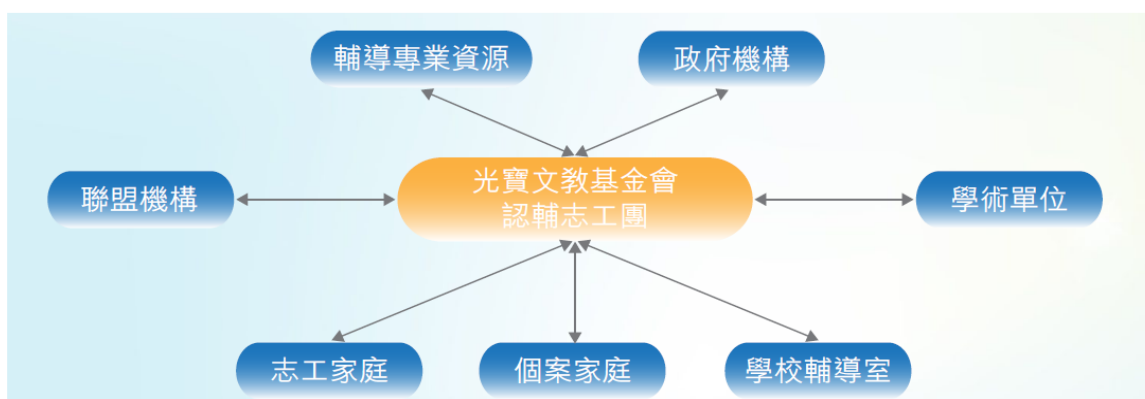 輔導專業資源
政府機構
光寶文教基金會
認輔志工團
聯盟機構
學術單位
志工家庭
個案家庭
學校輔導室